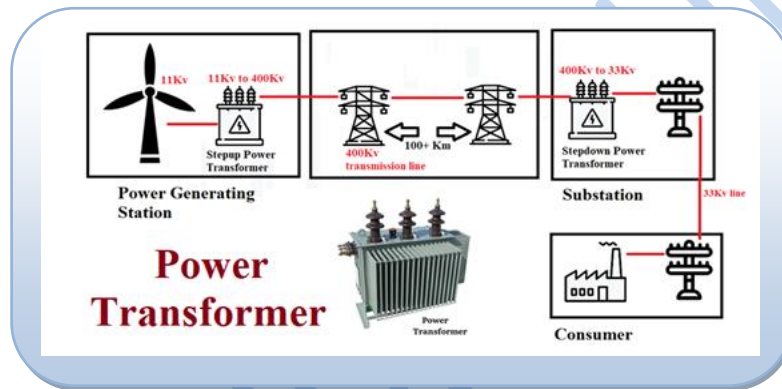 11Kv
11Kv to 400Kv
Stepup Power
Transformer
Power Generating
Station
400Kv
transmission line
100+ Km
400Kv to 33Kv
Stepdown Power
Transformer
Substation
33Kv line
Power
Transformer
Power
Transformer
Consumer